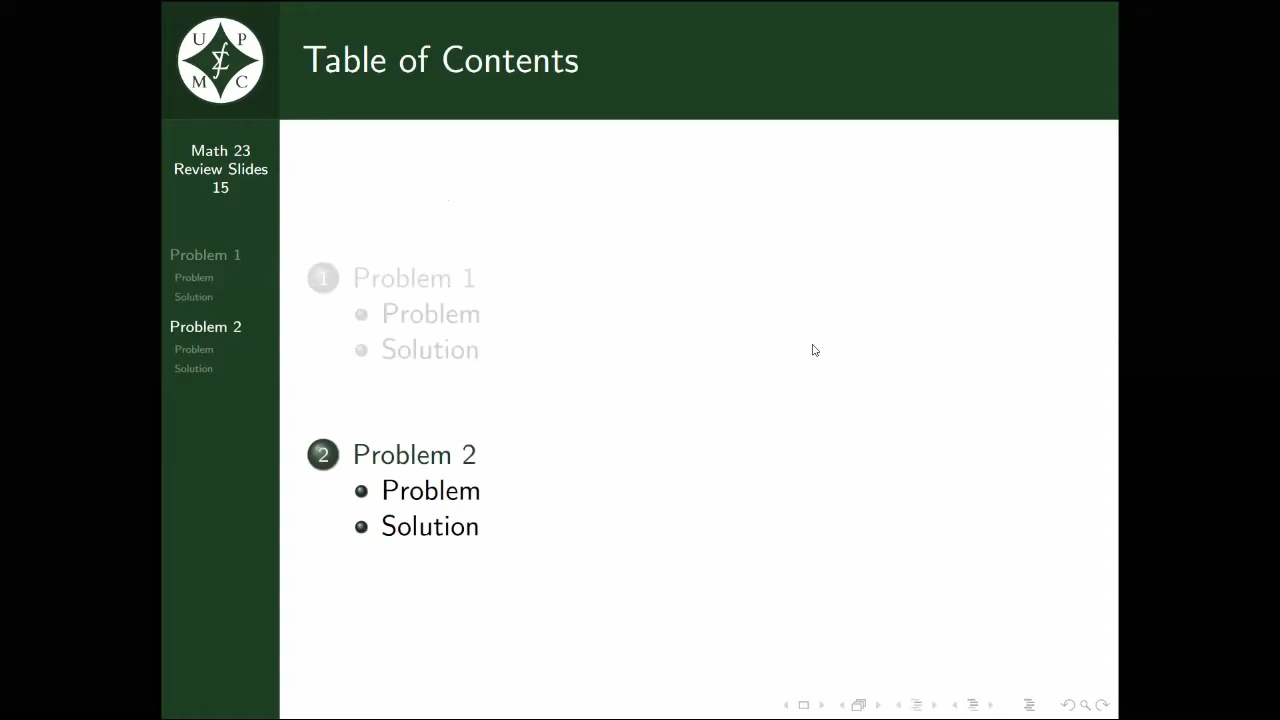 U P
M C
Table of Contents
Math 23
Review Slides
15
Problem 1
Problem
Solution
Problem 2
Problem
Solution
1 Problem 1
Problem
Solution
2 Problem 2
Problem
Solution